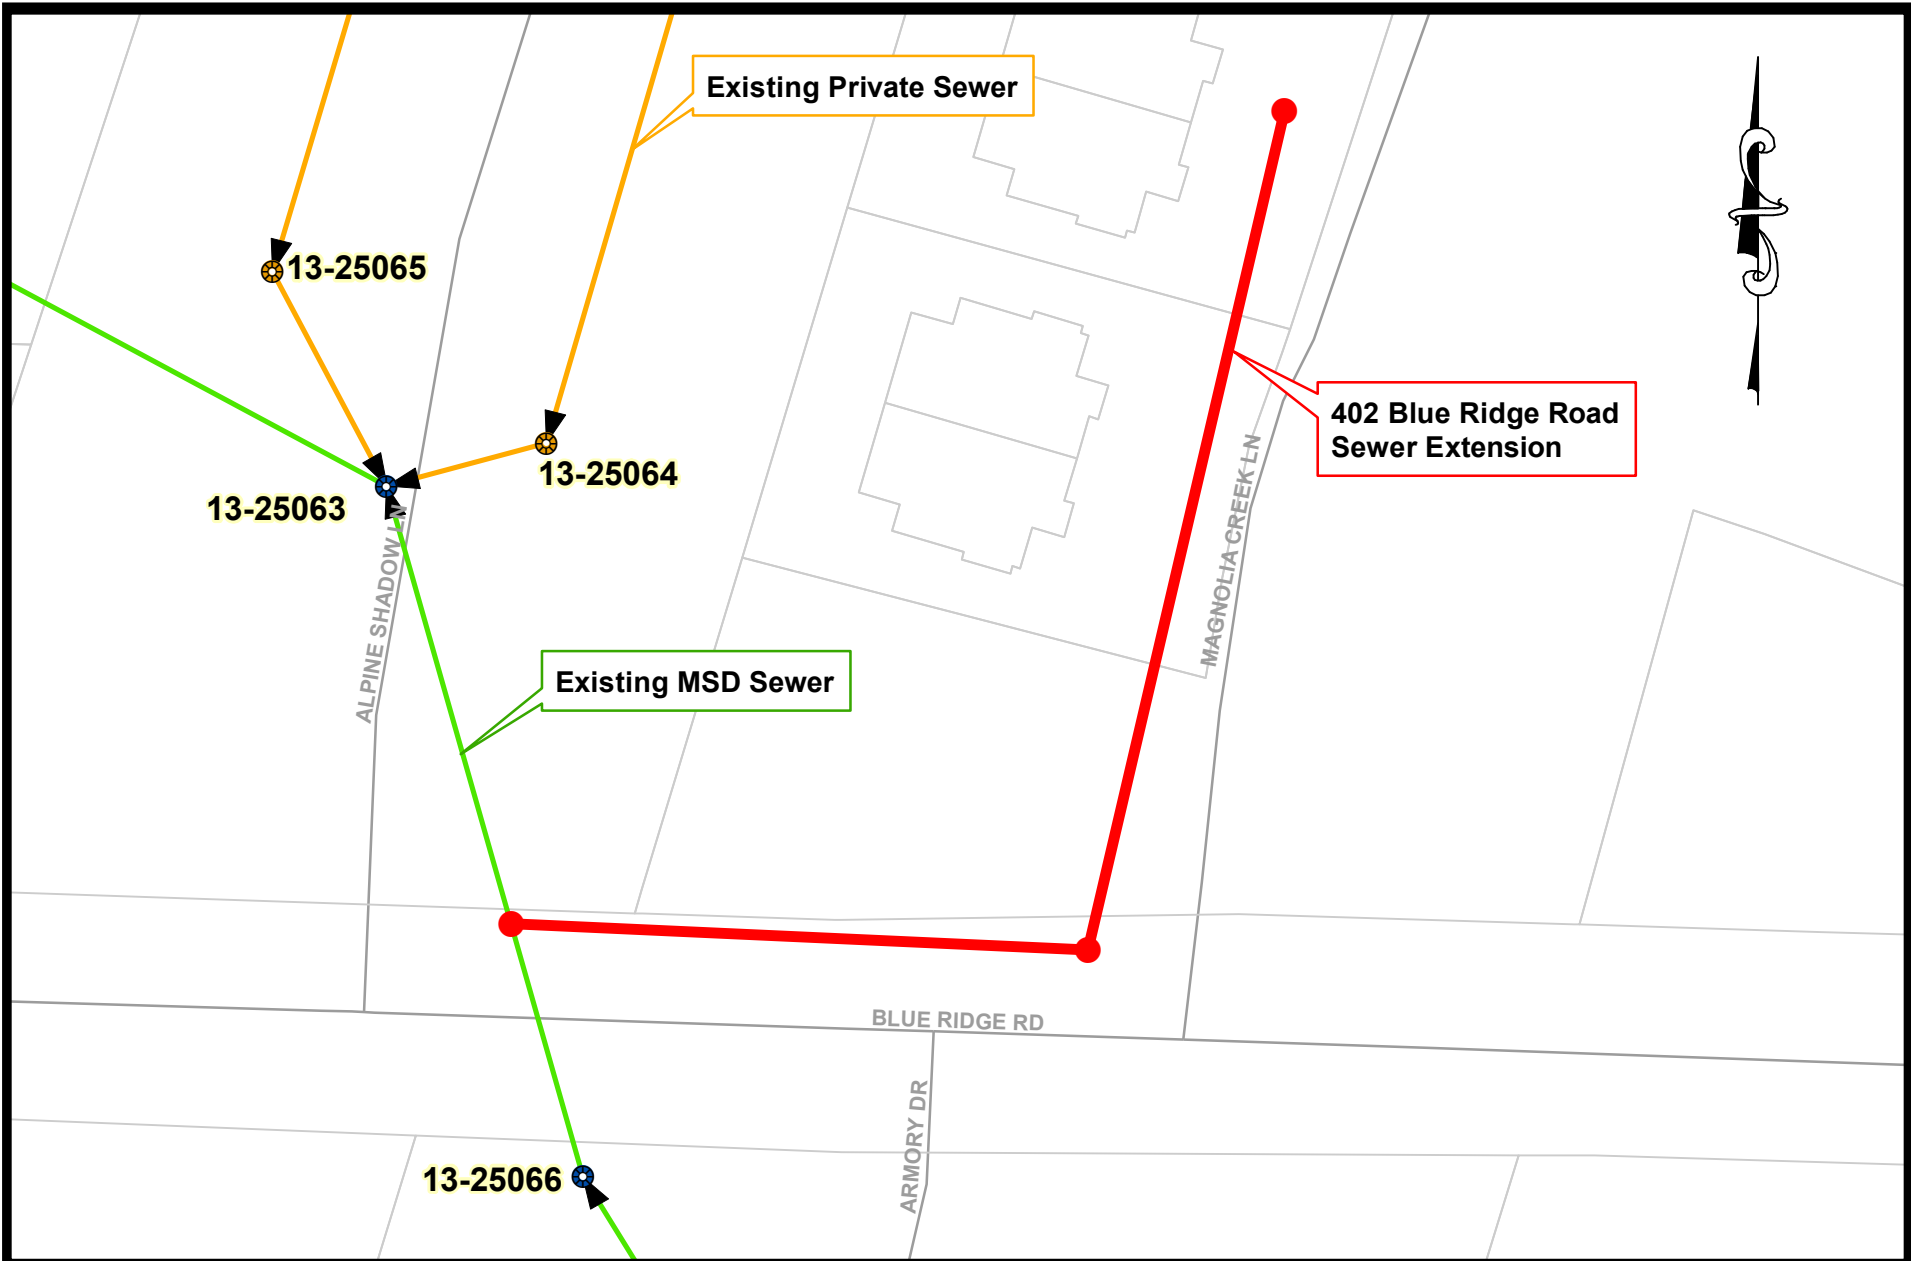 Existing Private Sewer
13-25065
402 Blue Ridge Road
Sewer Extension
13-25064
13-25063
ALPINE SHADOW LN
MAGNOLIA CREEK LN
Existing MSD Sewer
BLUE RIDGE RD
ARMORY DR
13-25066